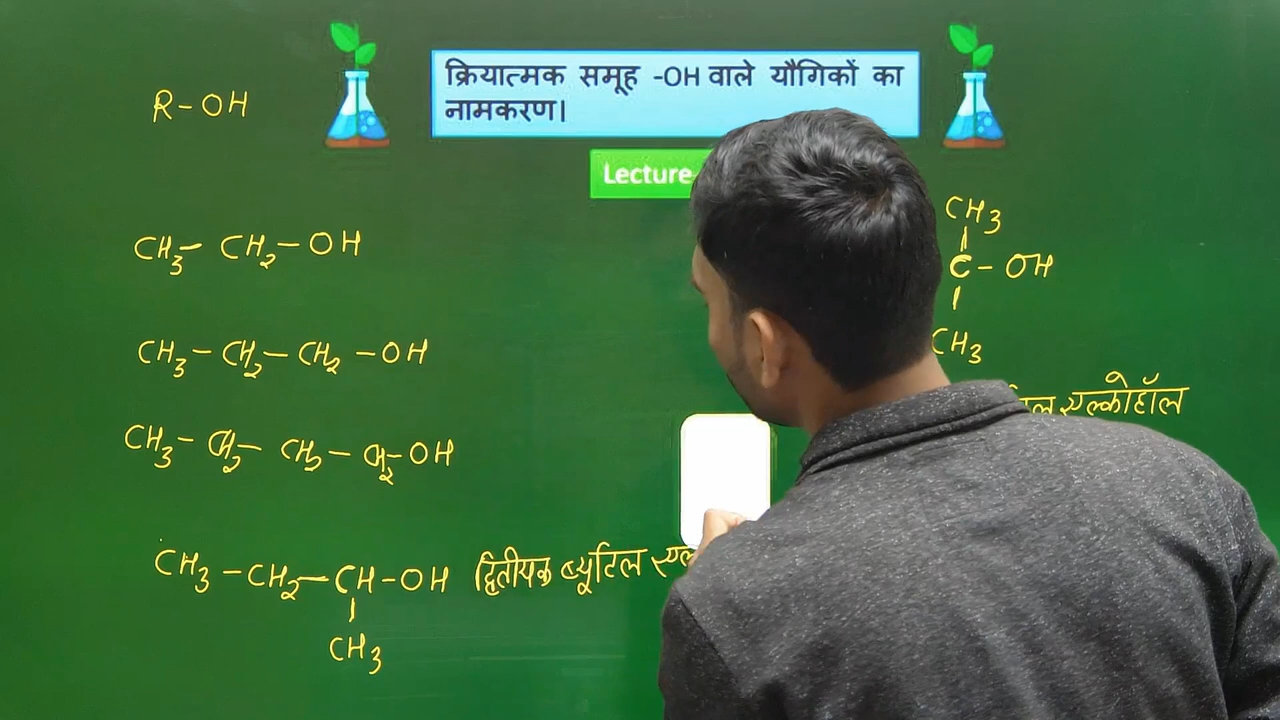 क्रियात्मक समूह -OH वाले यौगिकों का
नामकरण।
R-OH
Lecture
CH3- CH2-OH
CH3-CH2-CH2-OH
CH3-CH2-CH2-CH2-OH
CH3-CH2-CH-OH द्वितीयक ब्यूटिल
|
CH3
CH3
|
C-OH
|
CH3
एल्कोहॉल